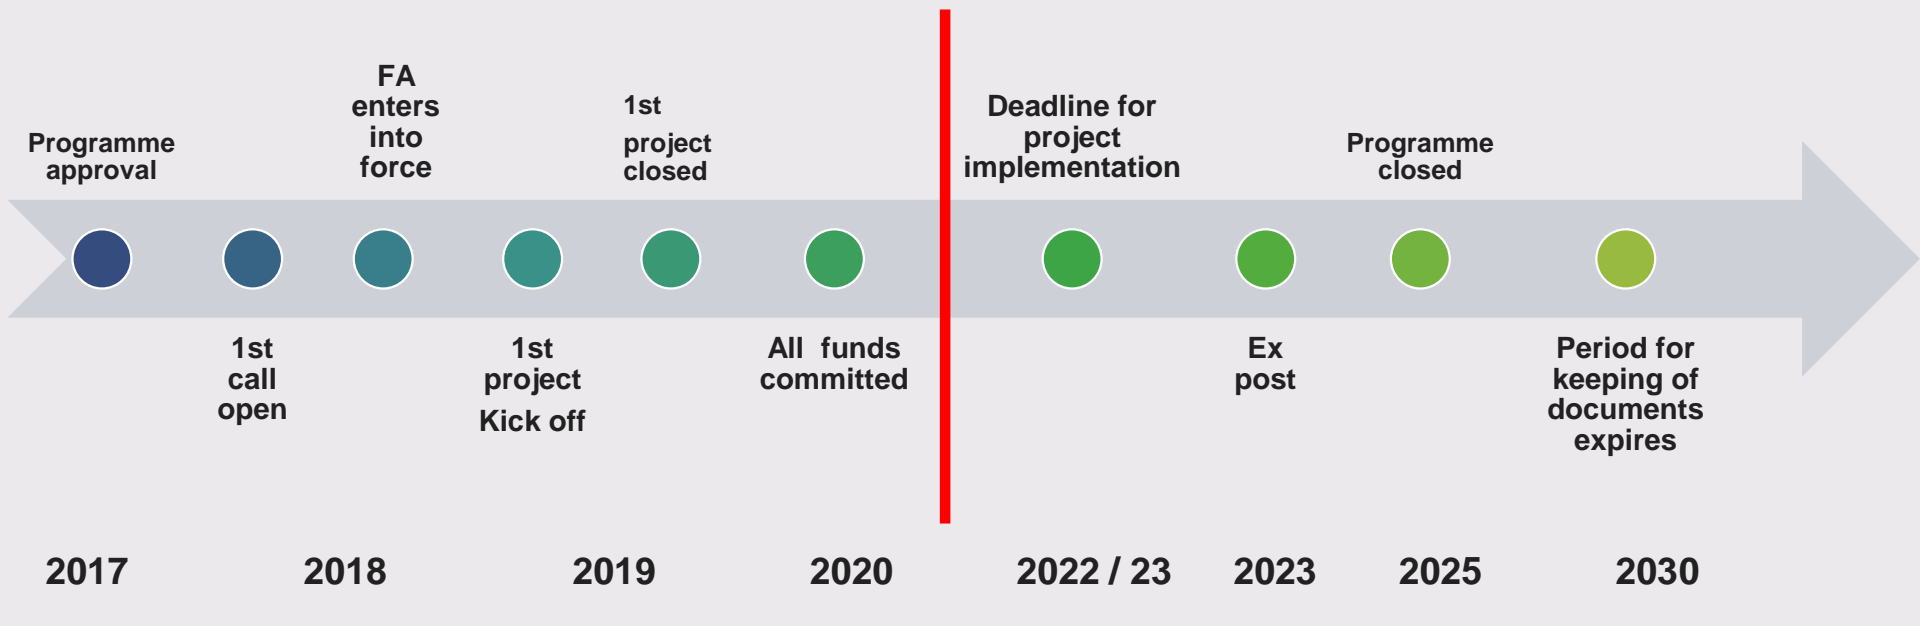 Programme
approval
FA
enters
into
force
1st
project
closed
Deadline for
project
implementation
Programme
closed
1st
call
open
1st
project
Kick off
All funds
committed
Ex
post
Period for
keeping of
documents
expires
2017
2018
2019
2020
2022 / 23
2023
2025
2030